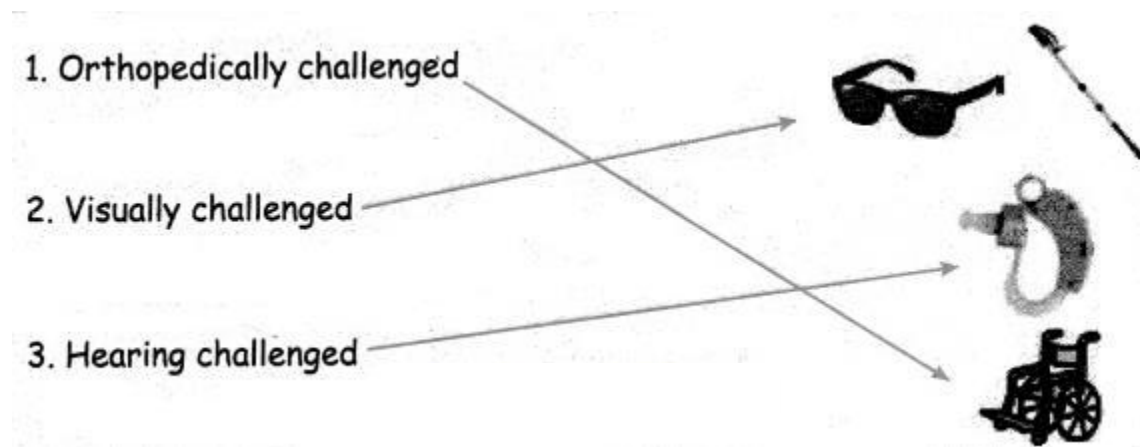 1. Orthopedically challenged
2. Visually challenged
3. Hearing challenged